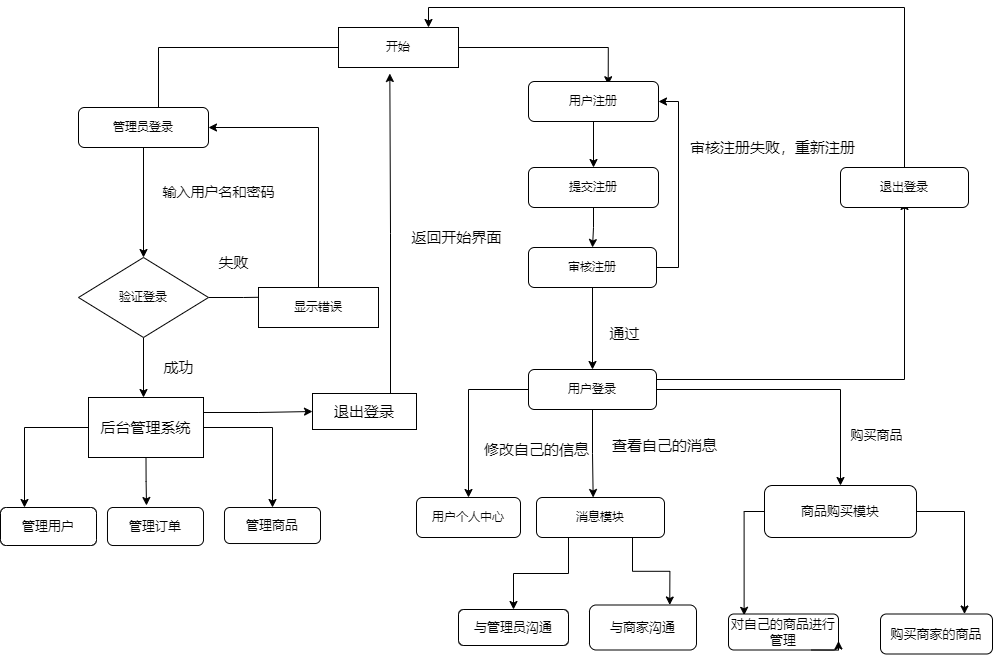 开始
用户注册
管理员登录
审核注册失败，重新注册
提交注册
退出登录
输入用户名和密码
返回开始界面
失败
审核注册
验证登录
显示错误
通过
成功
用户登录
退出登录
后台管理系统
修改自己的信息
查看自己的消息
购买商品
管理用户
管理订单
管理商品
用户个人中心
消息模块
商品购买模块
与管理员沟通
与商家沟通
对自己的商品进行
管理
购买商家的商品